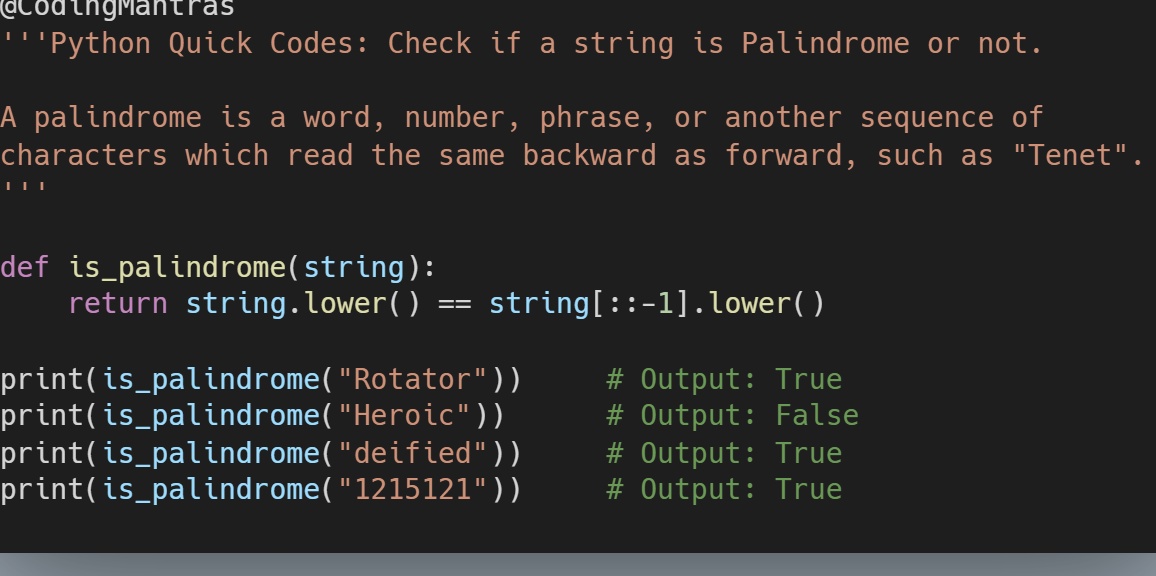 @CodingMantras
'''Python Quick Codes: Check if a string is Palindrome or not.
A palindrome is a word, number, phrase, or another sequence of
characters which read the same backward as forward, such as "Tenet".
'''
def is_palindrome(string):
    return string.lower() == string[::-1].lower()
print(is_palindrome("Rotator"))     # Output: True
print(is_palindrome("Heroic"))      # Output: False
print(is_palindrome("deified"))     # Output: True
print(is_palindrome("1215121"))     # Output: True